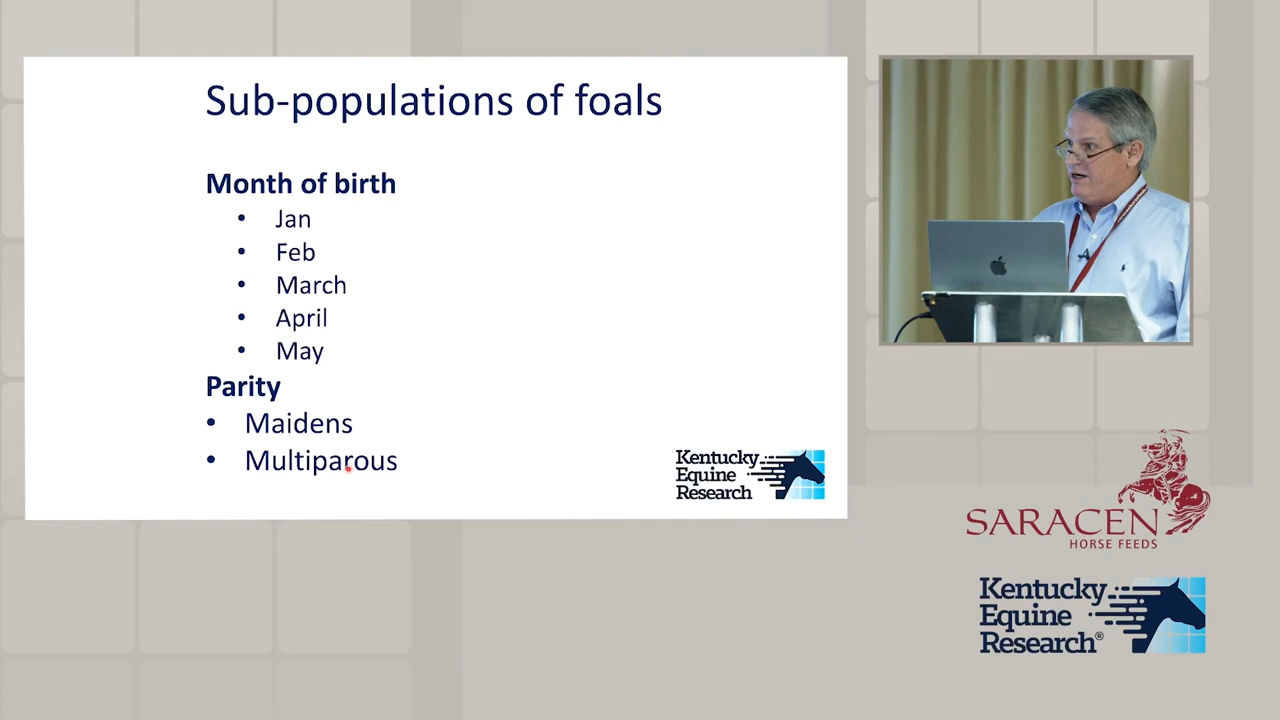 Sub-populations of foals
Month of birth
• Jan
• Feb
• March
• April
• May
Parity
• Maidens
• Multiparous
Kentucky
Equine
Research
SARACEN
HORSE FEEDS
Kentucky
Equine
Research®